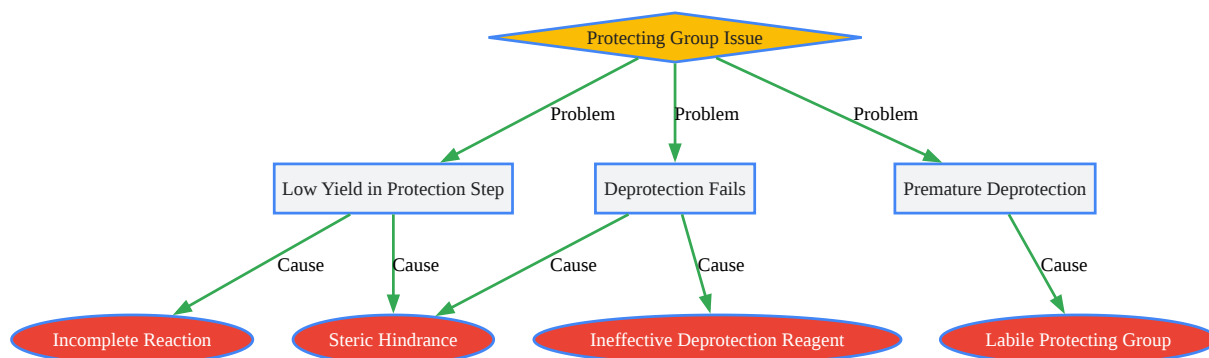 Protecting Group Issue
Problem
Problem
Problem
Low Yield in Protection Step
Deprotection Fails
Premature Deprotection
Cause
Cause
Cause
Cause
Cause
Incomplete Reaction
Steric Hindrance
Ineffective Deprotection Reagent
Labile Protecting Group